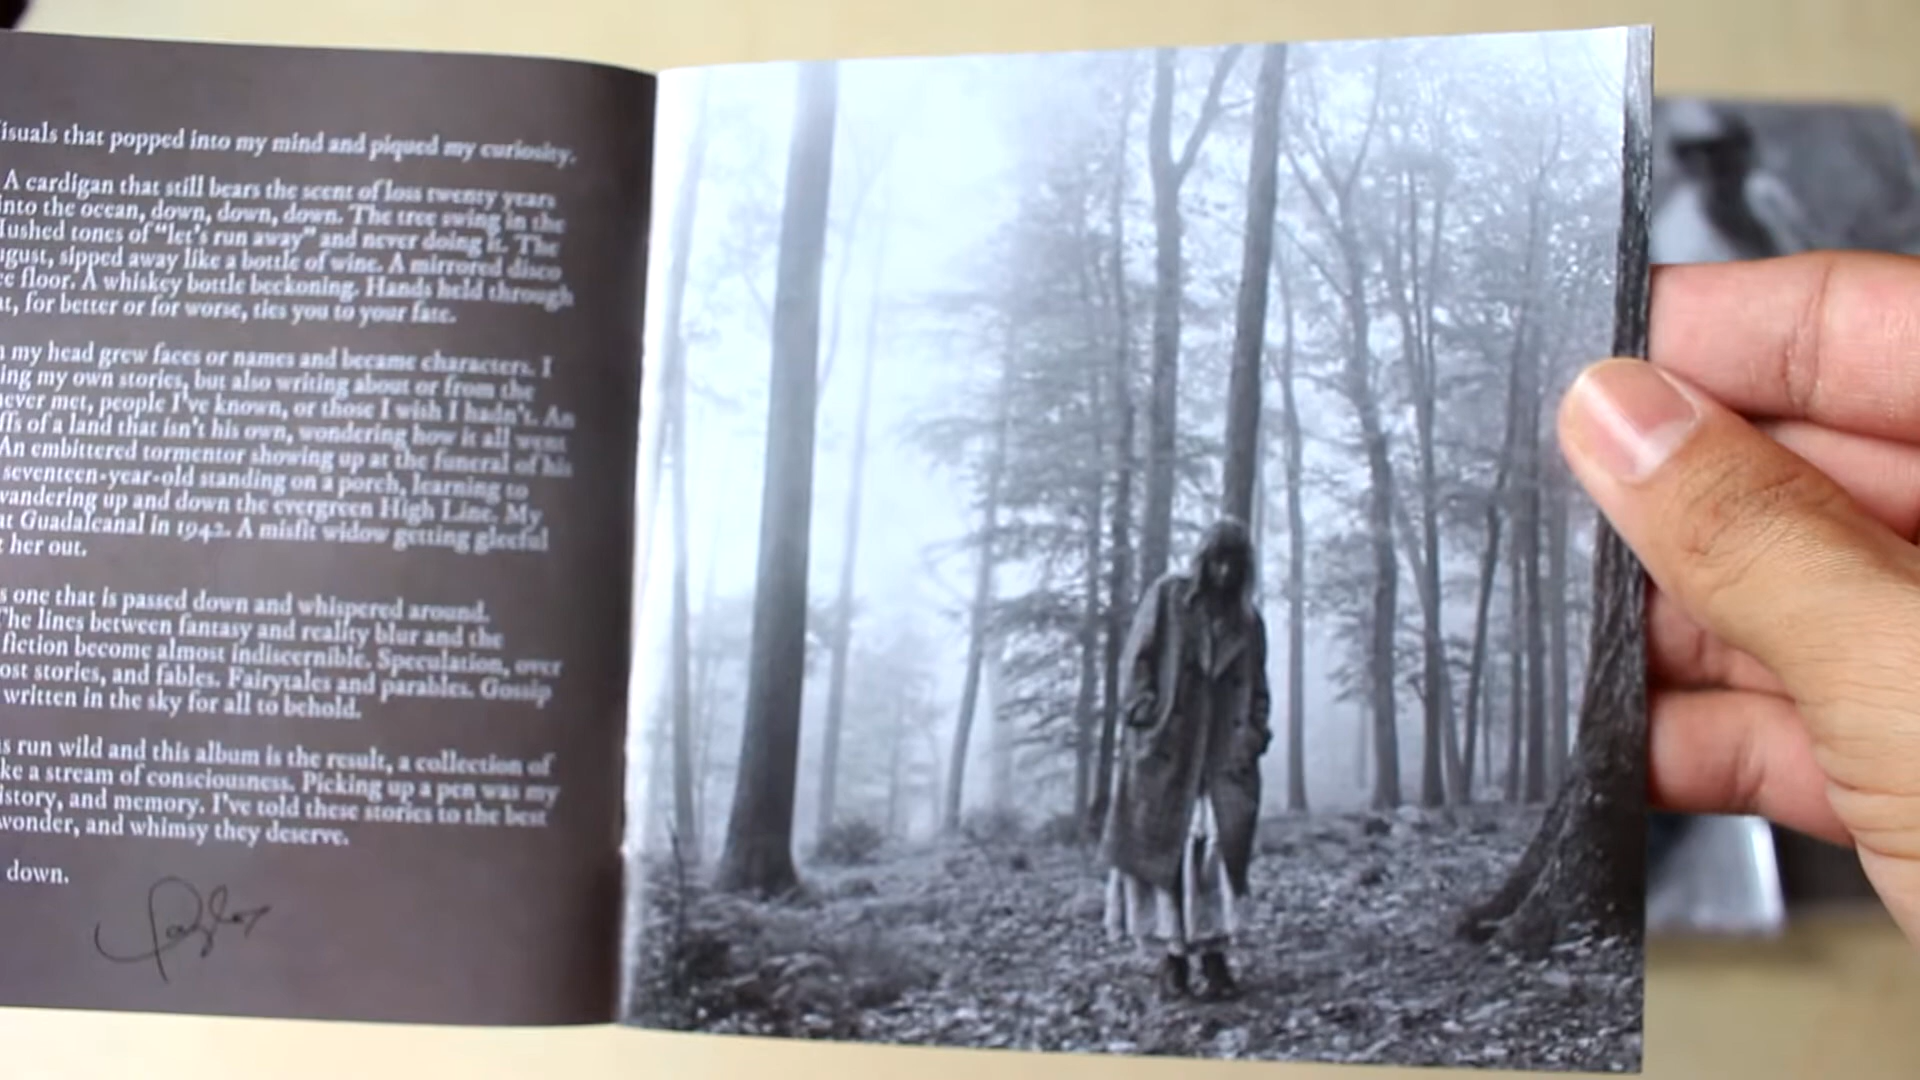 isuals that popped into my mind and piqued my curiosity.
A cardigan that still bears the scent of loss twenty years
into the ocean, down, down, down. The tree swing in the
lushed tones of “let’s run away” and never doing it. The
ugust, sipped away like a bottle of wine. A mirrored disco
ce floor. A whiskey bottle beckoning. Hands held through
at, for better or for worse, ties you to your fate.
n my head grew faces or names and became characters. I
ing my own stories, but also writing about or from the
never met, people I’ve known, or those I wish I hadn’t. An
ffs of a land that isn’t his own, wondering how it all went
An embittered tormentor showing up at the funeral of his
seventeen-year-old standing on a porch, learning to
wandering up and down the evergreen High Line. My
at Guadalcanal in 1942. A misfit widow getting gleeful
t her out.
s one that is passed down and whispered around.
The lines between fantasy and reality blur and the
fiction become almost indiscernible. Speculation, over
ost stories, and fables. Fairytales and parables. Gossip
written in the sky for all to behold.
s run wild and this album is the result, a collection of
ke a stream of consciousness. Picking up a pen was my
istory, and memory. I’ve told these stories to the best
wonder, and whimsy they deserve.
down.
Taylor